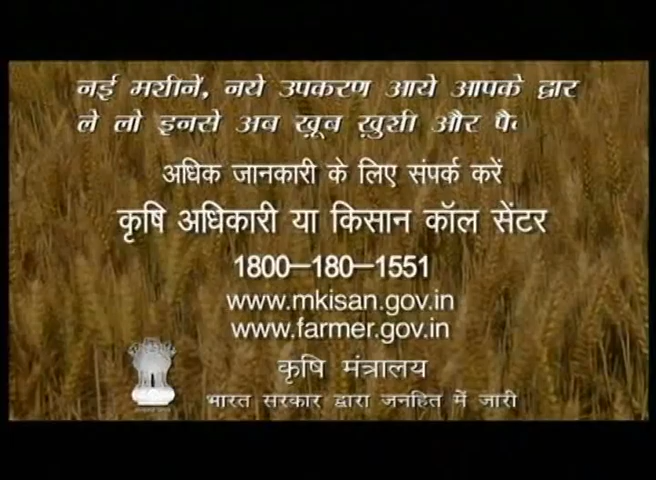 नई मशीनें, नये उपकरण आये आपके द्वार
ले लो इनसे अब ख़ूब ख़ुशी और
अधिक जानकारी के लिए संपर्क करें
कृषि अधिकारी या किसान कॉल सेंटर
1800–180–1551
www.mkisan.gov.in
www.farmer.gov.in
कृषि मंत्रालय
भारत सरकार द्वारा जनहित में जारी